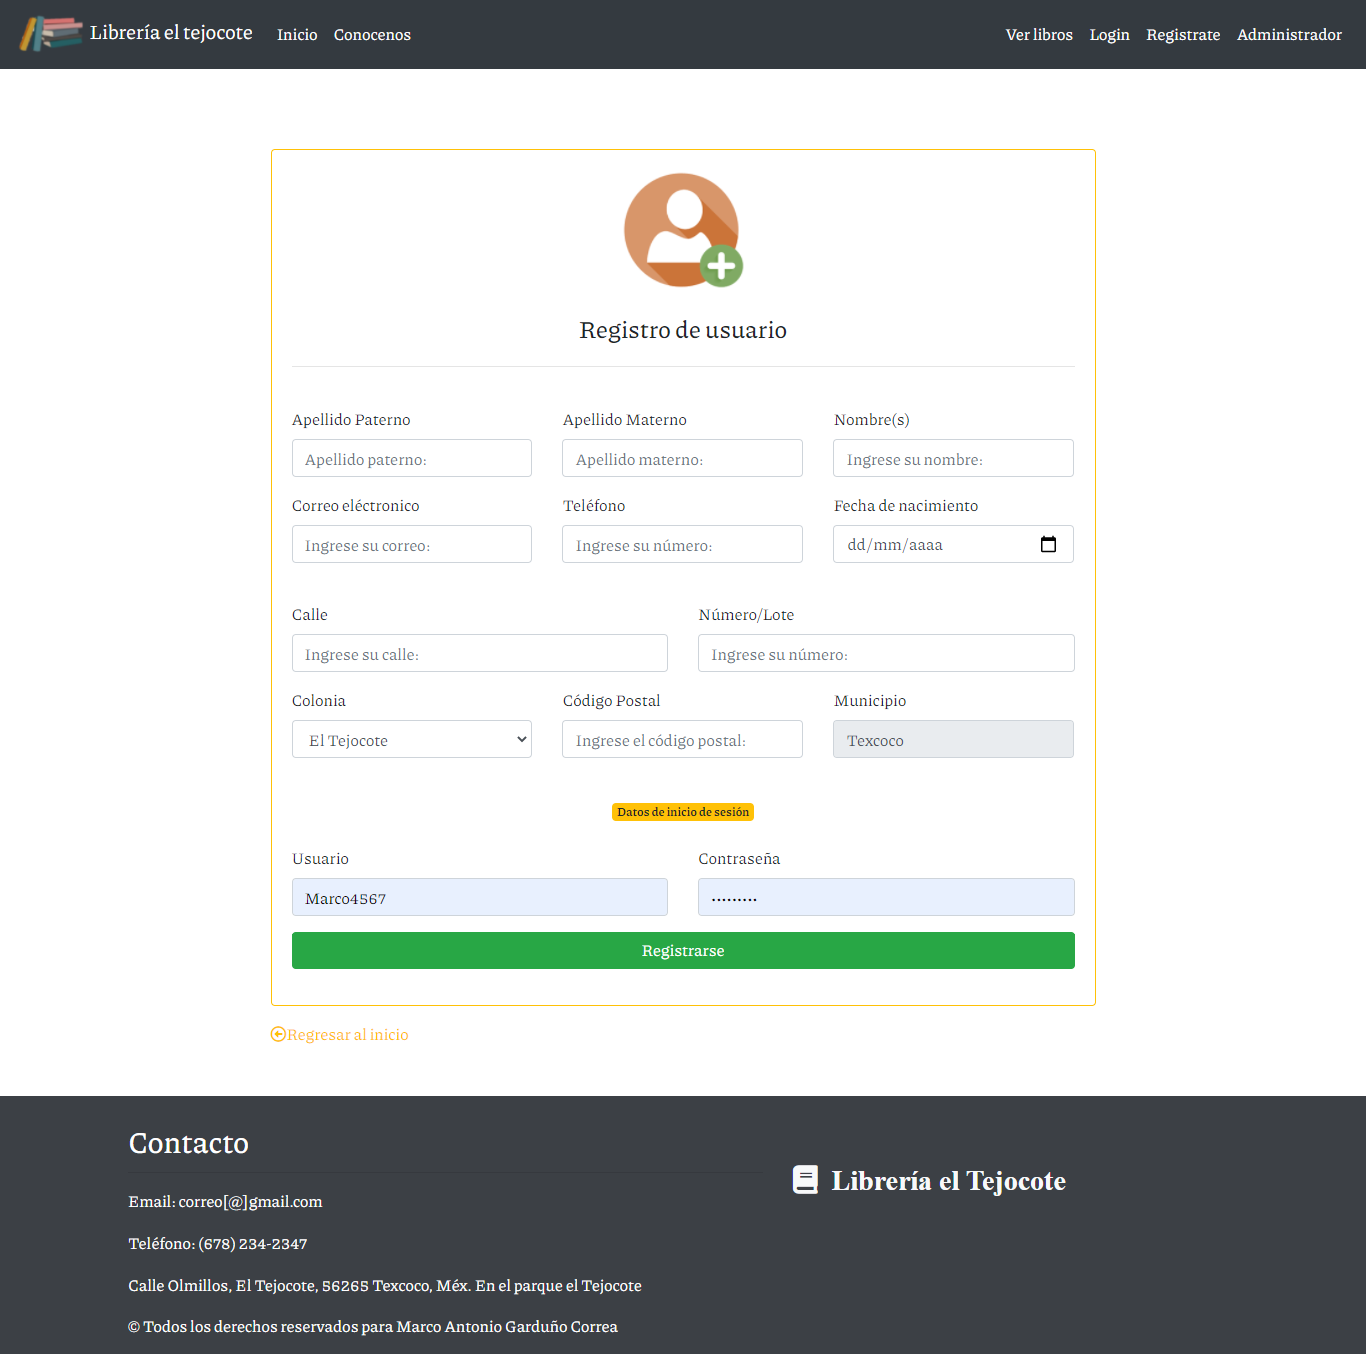 Librería el tejocote Inicio Conocenos Ver libros Login Registrate Administrador
Registro de usuario
Apellido Paterno Apellido Materno Nombre(s)
Apellido paterno: Apellido materno: Ingrese su nombre:
Correo eléctronico Teléfono Fecha de nacimiento
Ingrese su correo: Ingrese su número: dd/mm/aaaa
Calle Número/Lote
Ingrese su calle: Ingrese su número:
Colonia Código Postal Municipio
El Tejocote Ingrese el código postal: Texcoco
Datos de inicio de sesión
Usuario Contraseña
Marco4567 ·········
Registrarse
Regresar al inicio
Contacto
Librería el Tejocote
Email: correo[@]gmail.com
Teléfono: (678) 234-2347
Calle Olmillos, El Tejocote, 56265 Texcoco, Méx. En el parque el Tejocote
© Todos los derechos reservados para Marco Antonio Garduño Correa